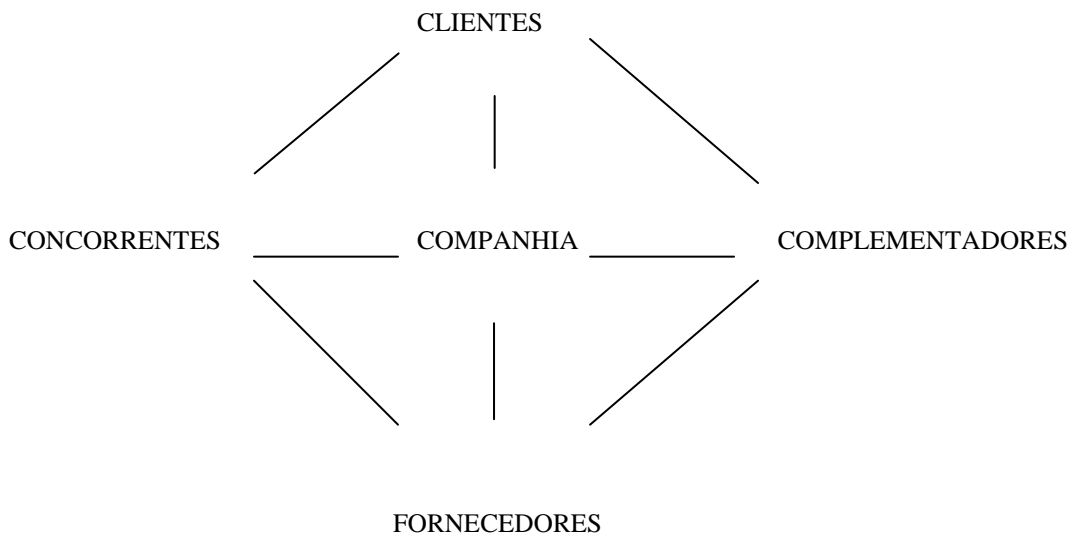 CLIENTES
CONCORRENTES
COMPANHIA
COMPLEMENTADORES
FORNECEDORES